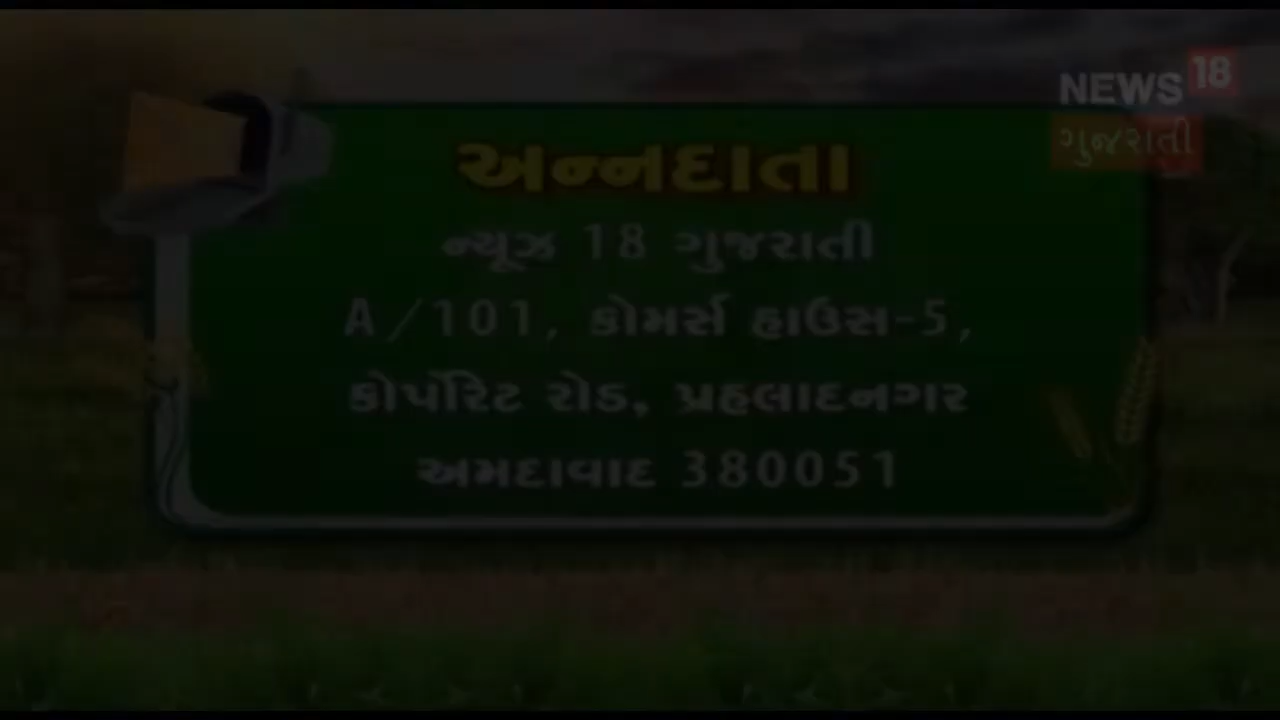 NEWS 18
ગુજરાતી
અન્નદાતા
ન્યૂઝ 18 ગુજરાતી
A/101, કોમર્સ હાઉસ-5,
કોર્પોરેટ રોડ, પ્રહલાદનગર
અમદાવાદ 380051